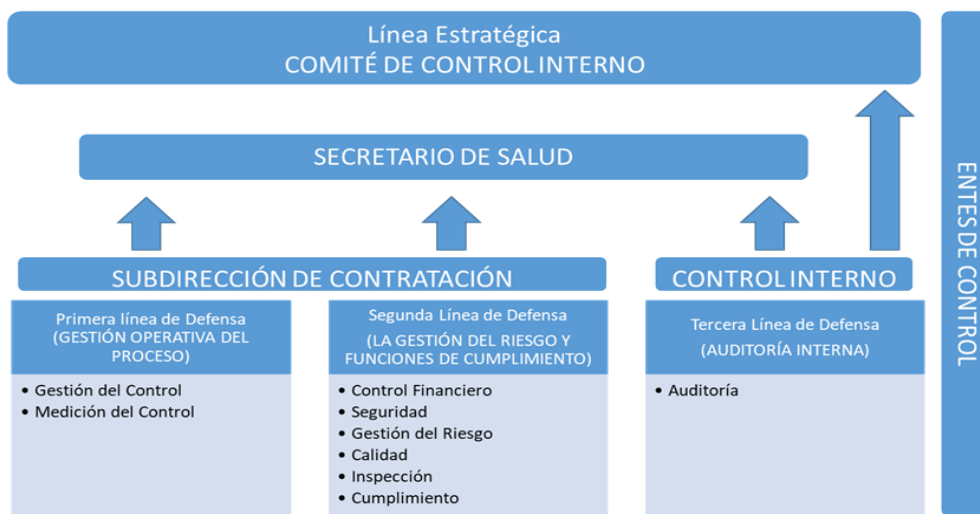 Línea Estratégica
COMITÉ DE CONTROL INTERNO
SECRETARIO DE SALUD
SUBDIRECCIÓN DE CONTRATACIÓN
Primera línea de Defensa
(GESTIÓN OPERATIVA DEL
PROCESO)
• Gestión del Control
• Medición del Control
Segunda Línea de Defensa
(LA GESTIÓN DEL RIESGO Y
FUNCIONES DE CUMPLIMIENTO)
• Control Financiero
• Seguridad
• Gestión del Riesgo
• Calidad
• Inspección
• Cumplimiento
CONTROL INTERNO
Tercera Línea de Defensa
(AUDITORÍA INTERNA)
• Auditoría
ENTES DE CONTROL